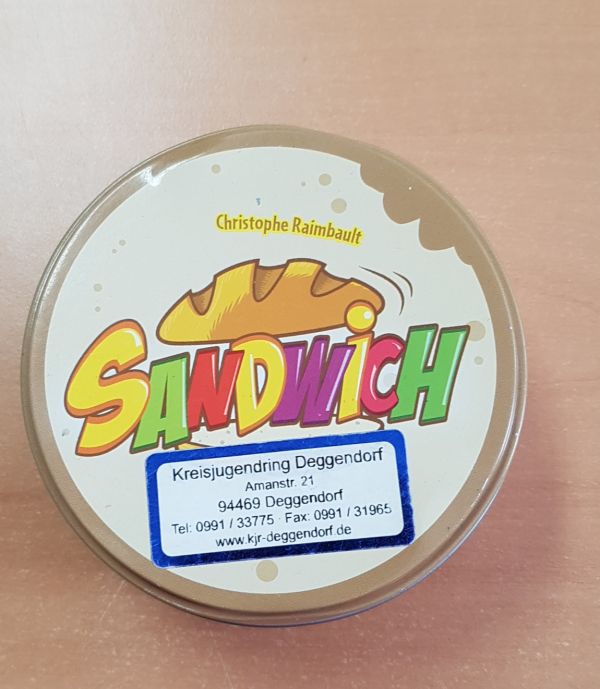 Christophe Raimbault
SANDWiCH
Kreisjugendring Deggendorf
Amanstr. 21
94469 Deggendorf
Tel: 0991 / 33775 · Fax: 0991 / 31965
www.kjr-deggendorf.de